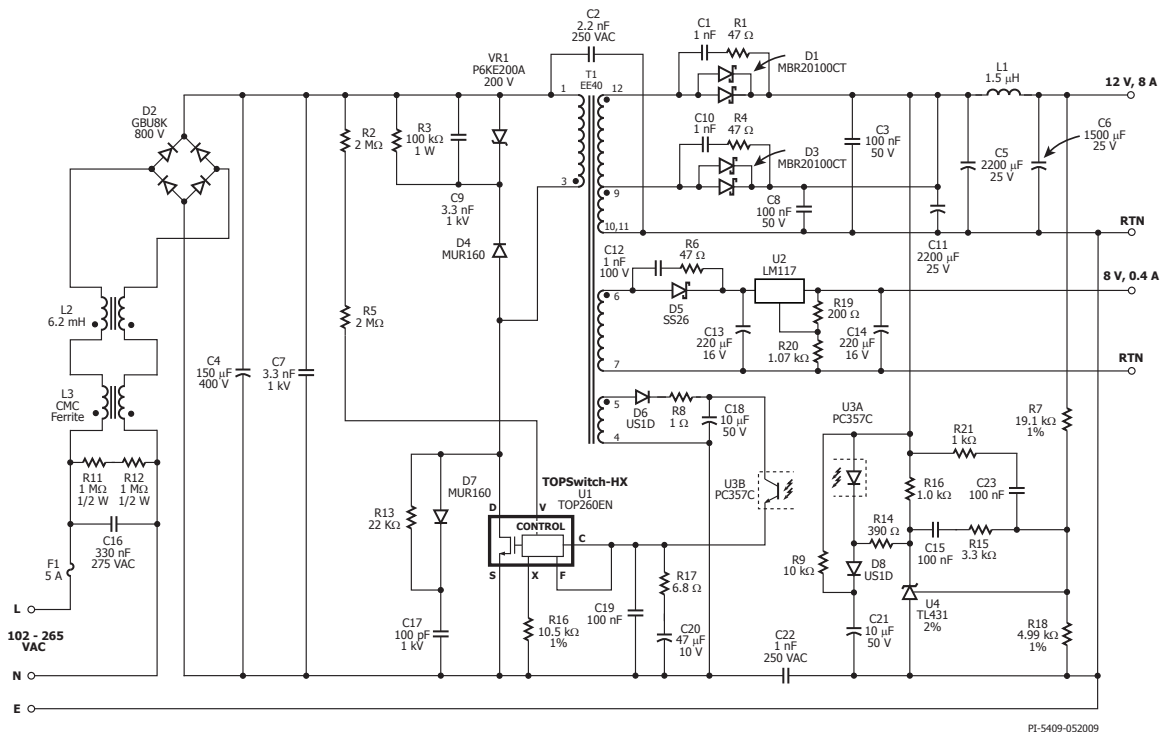 C2
2.2 nF
250 VAC
C1
1 nF
R1
47 Ω
D1
MBR20100CT
VR1
P6KE200A
200 V
T1
EE40
1
12
L1
1.5 μH
12 V, 8 A
D2
GBU8K
800 V
R2
2 MΩ
R3
100 kΩ
1 W
C10
1 nF
R4
47 Ω
D3
MBR20100CT
C3
100 nF
50 V
C6
1500 μF
25 V
C5
2200 μF
25 V
3
9
C9
3.3 nF
1 kV
C8
100 nF
50 V
10,11
RTN
D4
MUR160
C12
1 nF
100 V
R6
47 Ω
U2
LM117
C11
2200 μF
25 V
8 V, 0.4 A
6
D5
SS26
L2
6.2 mH
R5
2 MΩ
R19
200 Ω
C13
220 μF
16 V
R20
1.07 kΩ
C14
220 μF
16 V
C4
150 μF
400 V
C7
3.3 nF
1 kV
7
RTN
L3
CMC
Ferrite
5
D6
US1D
R8
1 Ω
C18
10 μF
50 V
4
U3A
PC357C
R7
19.1 kΩ
1%
R21
1 kΩ
R11
1 MΩ
1/2 W
R12
1 MΩ
1/2 W
D7
MUR160
TOPSwitch-HX
U1
TOP260EN
U3B
PC357C
R16
1.0 kΩ
C23
100 nF
R13
22 KΩ
D
V
CONTROL
C
S
X
F
C16
330 nF
275 VAC
R14
390 Ω
C15
100 nF
R15
3.3 kΩ
R9
10 kΩ
D8
US1D
F1
5 A
R17
6.8 Ω
U4
TL431
2%
L
C17
100 pF
1 kV
R16
10.5 kΩ
1%
C19
100 nF
C20
47 μF
10 V
C21
10 μF
50 V
R18
4.99 kΩ
1%
102 - 265
VAC
C22
1 nF
250 VAC
N
E
PI-5409-052009